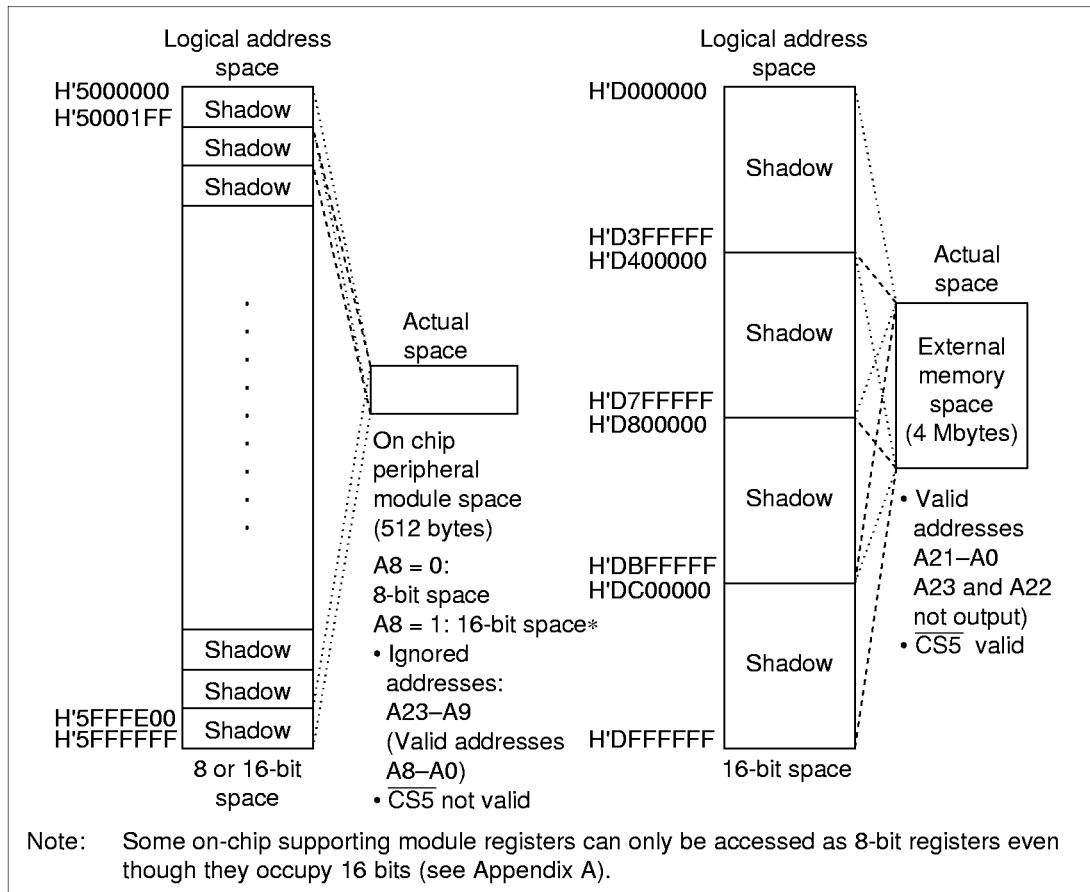 Logical address
space
H'5000000
H'50001FF
Shadow
Shadow
Shadow
Actual
space
On chip
peripheral
module space
(512 bytes)
A8 = 0:
8-bit space
A8 = 1: 16-bit space*
• Ignored
addresses:
A23–A9
(Valid addresses
A8–A0)
• CS5 not valid
Shadow
Shadow
Shadow
H'5FFFE00
H'5FFFFFF
8 or 16-bit
space
Logical address
space
H'D000000
Shadow
H'D3FFFFF
H'D400000
Shadow
H'D7FFFFF
H'D800000
Shadow
H'DBFFFFF
H'DC00000
Shadow
H'DFFFFFF
16-bit space
Actual
space
External
memory
space
(4 Mbytes)
• Valid
addresses
A21–A0
A23 and A22
not output)
• CS5 valid
Note: Some on-chip supporting module registers can only be accessed as 8-bit registers even
though they occupy 16 bits (see Appendix A).